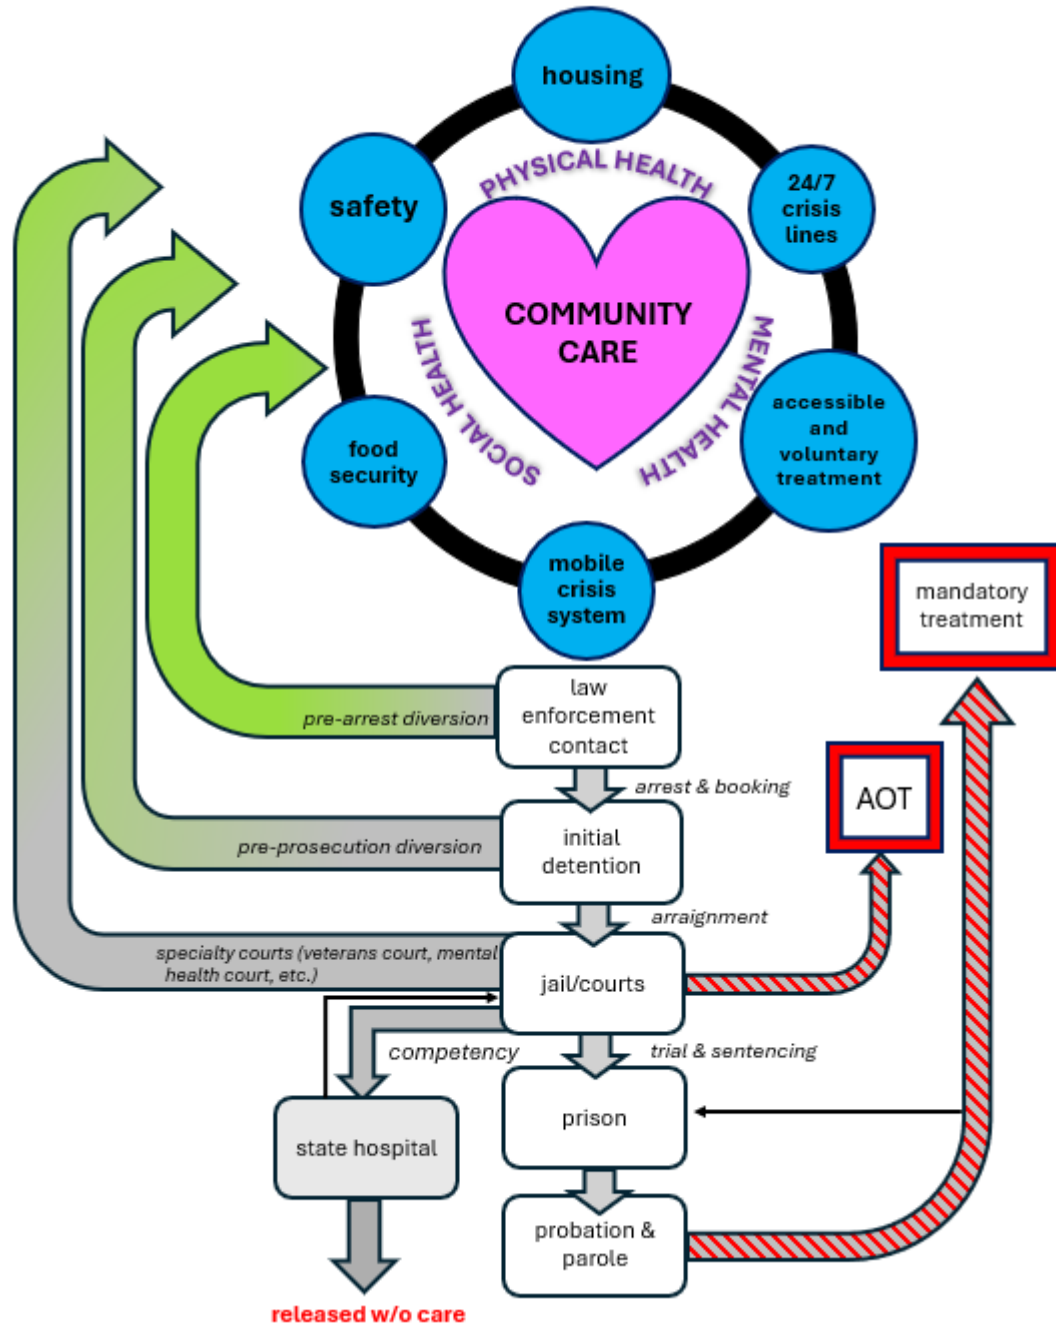 housing
PHYSICAL HEALTH
safety
24/7
crisis
lines
COMMUNITY
CARE
SOCIAL HEALTH
MENTAL HEALTH
accessible
and
voluntary
treatment
food
security
mobile
crisis
system
mandatory
treatment
law
enforcement
contact
pre-arrest diversion
arrest & booking
AOT
initial
detention
pre-prosecution diversion
arraignment
specialty courts (veterans court, mental
health court, etc.)
jail/courts
competency
trial & sentencing
prison
state hospital
probation &
parole
released w/o care